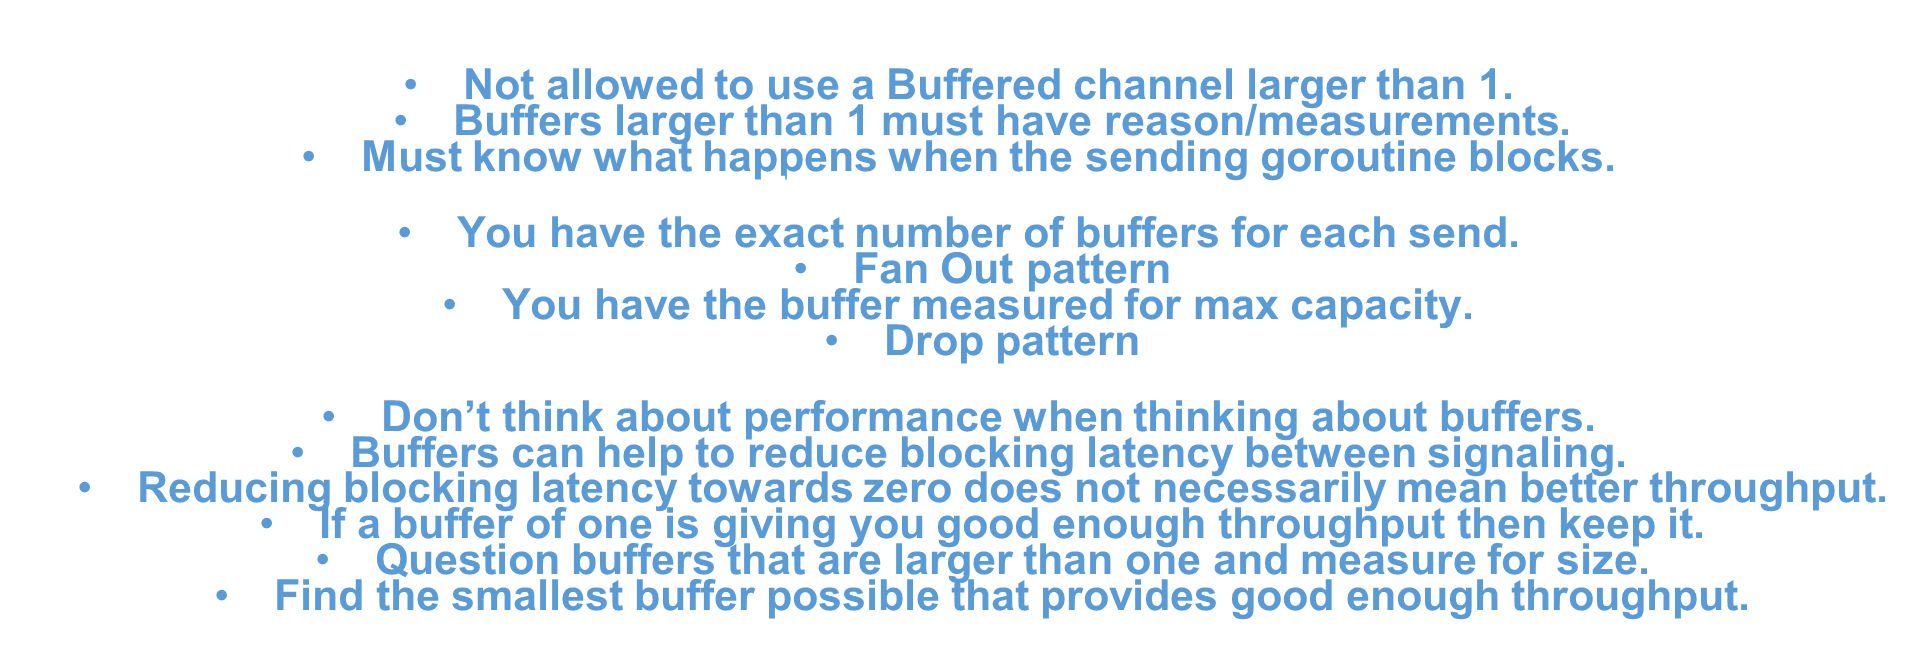 • Not allowed to use a Buffered channel larger than 1.
• Buffers larger than 1 must have reason/measurements.
• Must know what happens when the sending goroutine blocks.
• You have the exact number of buffers for each send.
• Fan Out pattern
• You have the buffer measured for max capacity.
• Drop pattern
• Don’t think about performance when thinking about buffers.
• Buffers can help to reduce blocking latency between signaling.
• Reducing blocking latency towards zero does not necessarily mean better throughput.
• If a buffer of one is giving you good enough throughput then keep it.
• Question buffers that are larger than one and measure for size.
• Find the smallest buffer possible that provides good enough throughput.